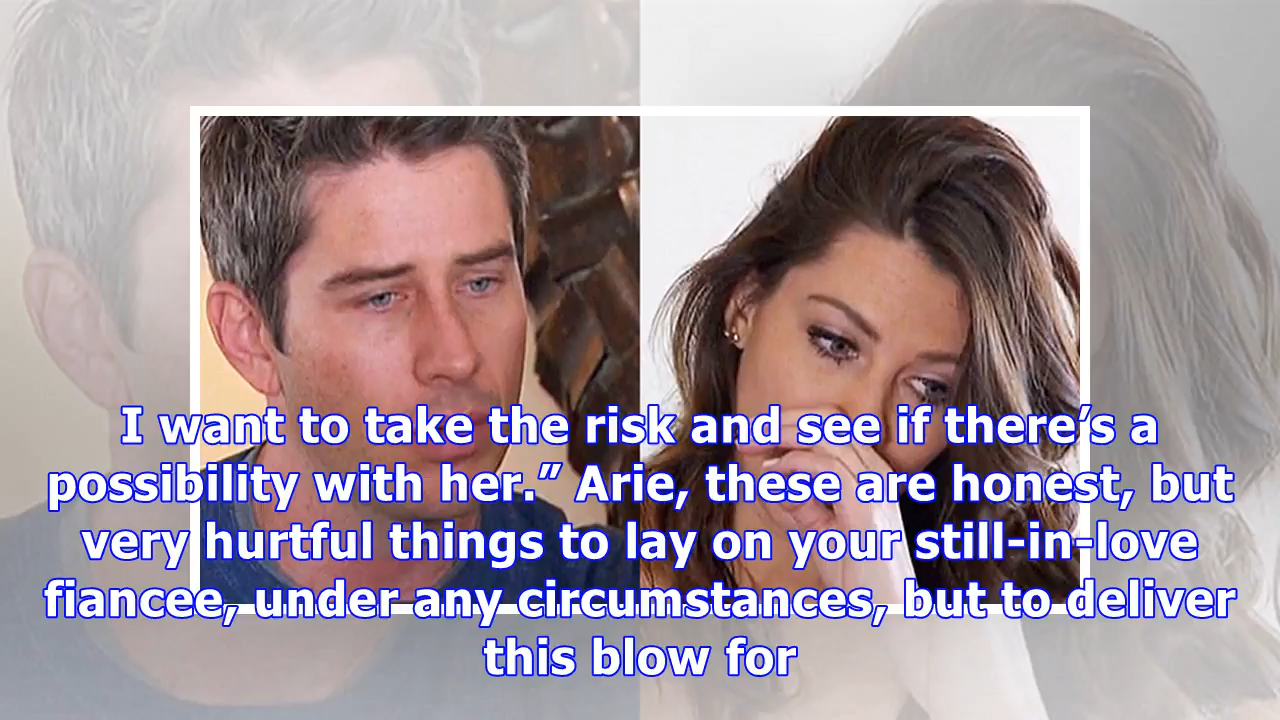 I want to take the risk and see if there’s a
possibility with her.” Arie, these are honest, but
very hurtful things to lay on your still-in-love
fiancee, under any circumstances, but to deliver
this blow for